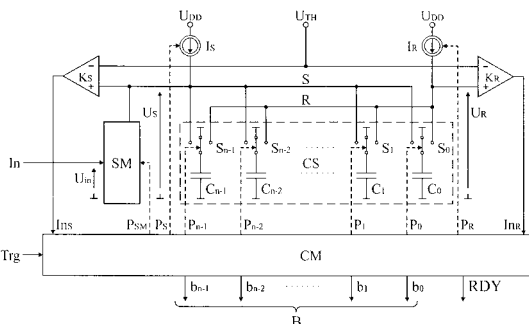 UDD UTH UDD
IS IR
KS S KR
R
US UR
Sn-1 Sn-2 S1 S0
In SM CS
Uin Cn-1 Cn-2 C1 C0
InS PSM PS Pn-1 Pn-2 P1 P0 PR InR
Trg CM
bn-1 bn-2 b1 b0 RDY
B